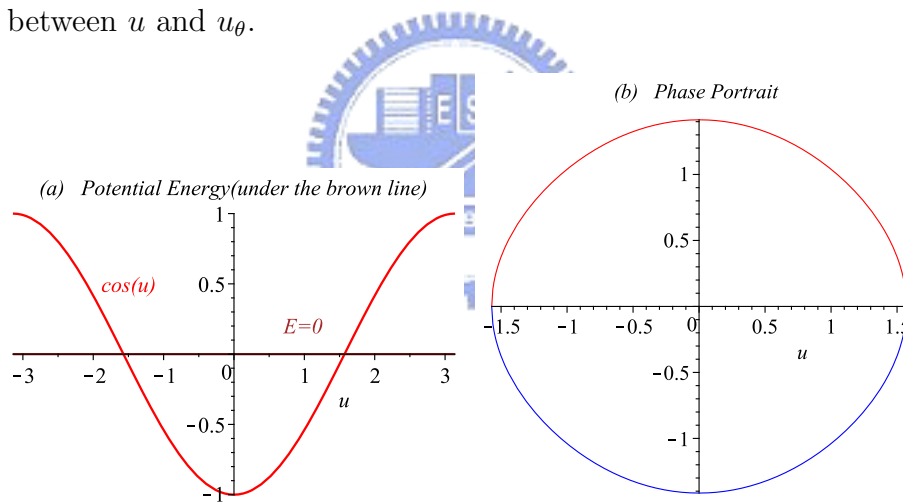 between u and u_θ.
(b) Phase Portrait
(a) Potential Energy(under the brown line)
cos(u)
E=0
1
0.5
0
-0.5
-1
-3 -2 -1 1 2 3
u
1
0.5
0
-0.5
-1
-1.5 -1 -0.5 0.5 1 1.5
u
E S